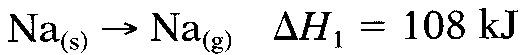 Na(s) → Na(g) ΔH1 = 108 kJ